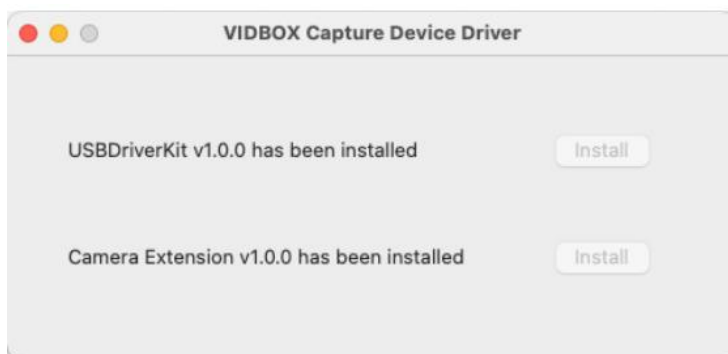 VIDBOX Capture Device Driver
USBDriverKit v1.0.0 has been installed
Install
Camera Extension v1.0.0 has been installed
Install